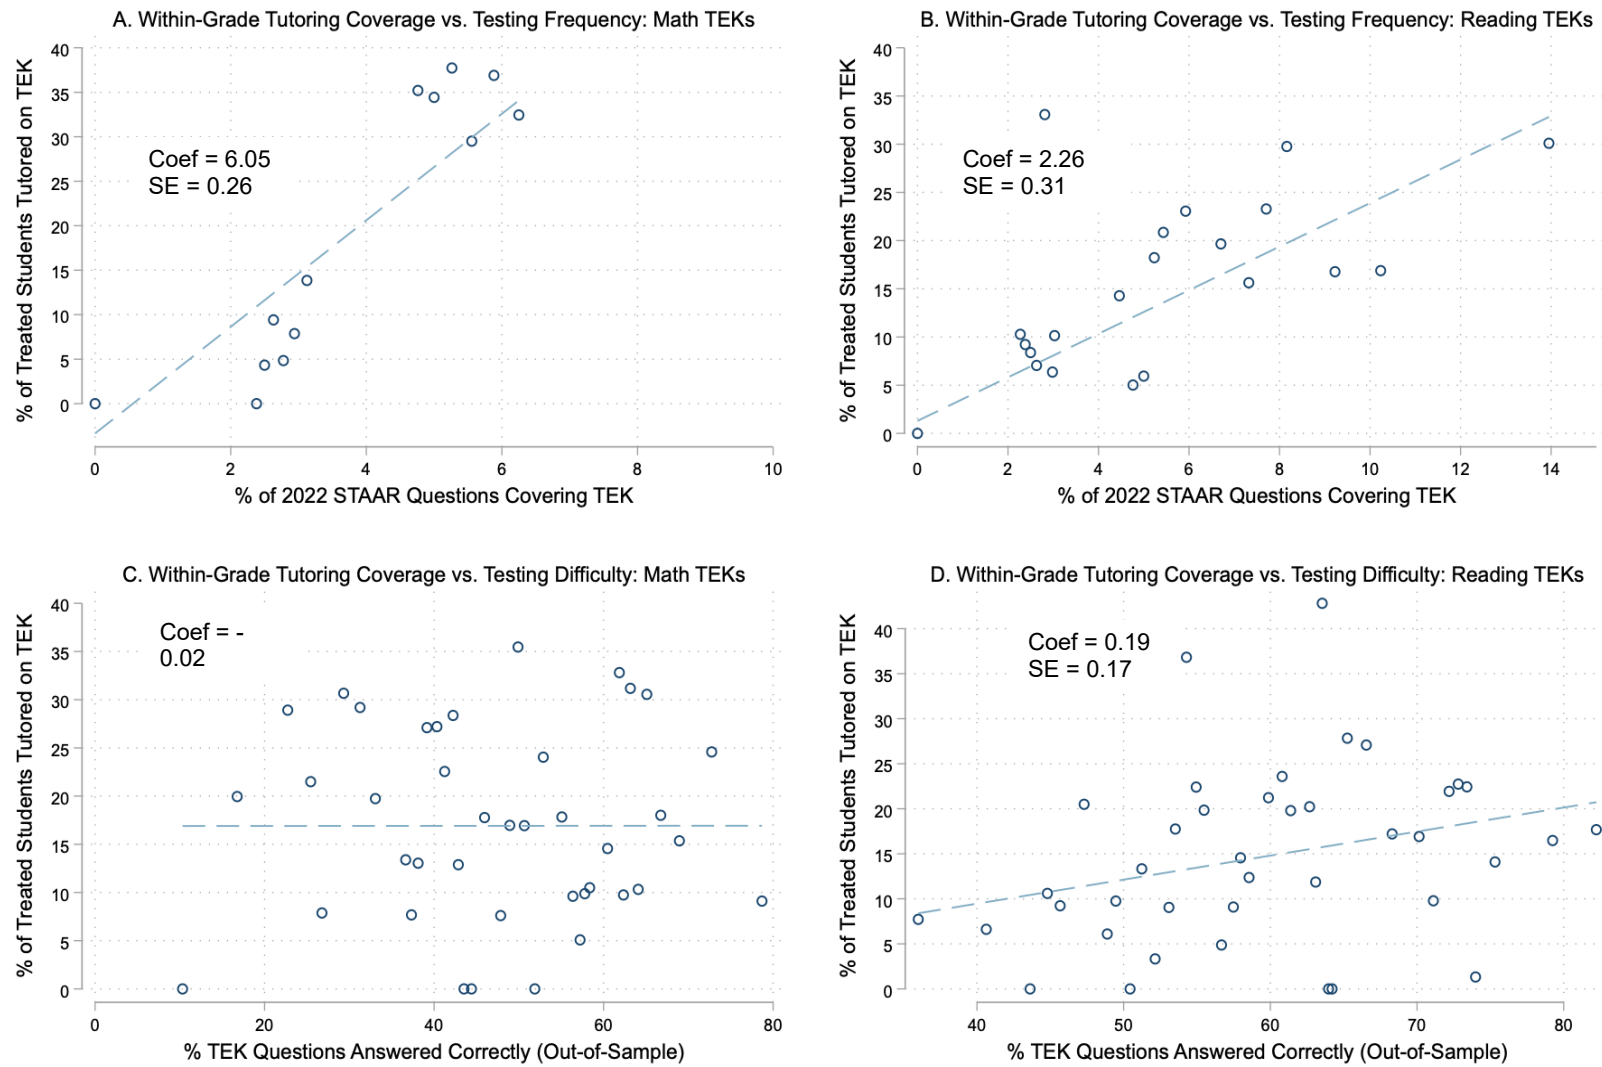 A. Within-Grade Tutoring Coverage vs. Testing Frequency: Math TEKs
% of Treated Students Tutored on TEK
40
35
30
25
20
15
10
5
0
Coef = 6.05
SE = 0.26
0 2 4 6 8 10
% of 2022 STAAR Questions Covering TEK
B. Within-Grade Tutoring Coverage vs. Testing Frequency: Reading TEKs
% of Treated Students Tutored on TEK
40
35
30
25
20
15
10
5
0
Coef = 2.26
SE = 0.31
0 2 4 6 8 10 12 14
% of 2022 STAAR Questions Covering TEK
C. Within-Grade Tutoring Coverage vs. Testing Difficulty: Math TEKs
% of Treated Students Tutored on TEK
40
35
30
25
20
15
10
5
0
Coef = -
0.02
0 20 40 60 80
% TEK Questions Answered Correctly (Out-of-Sample)
D. Within-Grade Tutoring Coverage vs. Testing Difficulty: Reading TEKs
% of Treated Students Tutored on TEK
40
35
30
25
20
15
10
5
0
Coef = 0.19
SE = 0.17
40 50 60 70 80
% TEK Questions Answered Correctly (Out-of-Sample)